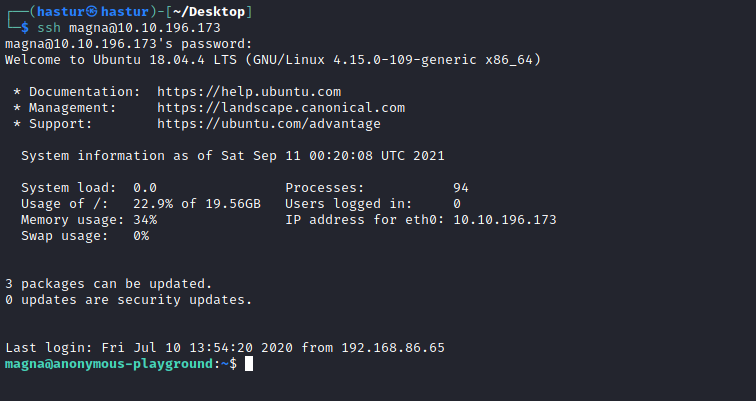 ┌──(hastur㉿hastur)-[~/Desktop]
└─$ ssh magna@10.10.196.173
magna@10.10.196.173's password:
Welcome to Ubuntu 18.04.4 LTS (GNU/Linux 4.15.0-109-generic x86_64)
* Documentation:  https://help.ubuntu.com
* Management:     https://landscape.canonical.com
* Support:        https://ubuntu.com/advantage
System information as of Sat Sep 11 00:20:08 UTC 2021
System load:  0.0                Processes:           94
Usage of /:   22.9% of 19.56GB   Users logged in:     0
Memory usage: 34%                IP address for eth0: 10.10.196.173
Swap usage:   0%
3 packages can be updated.
0 updates are security updates.
Last login: Fri Jul 10 13:54:20 2020 from 192.168.86.65
magna@anonymous-playground:~$